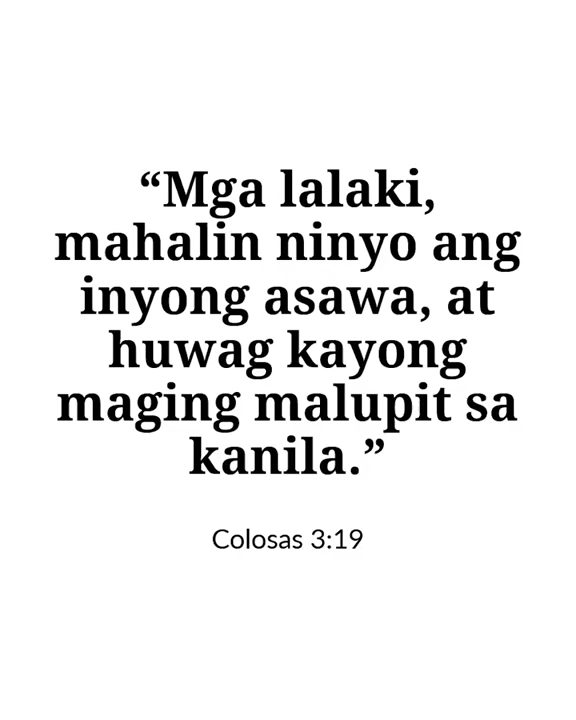 “Mga lalaki,
mahalin ninyo ang
inyong asawa, at
huwag kayong
maging malupit sa
kanila.”
Colosas 3:19